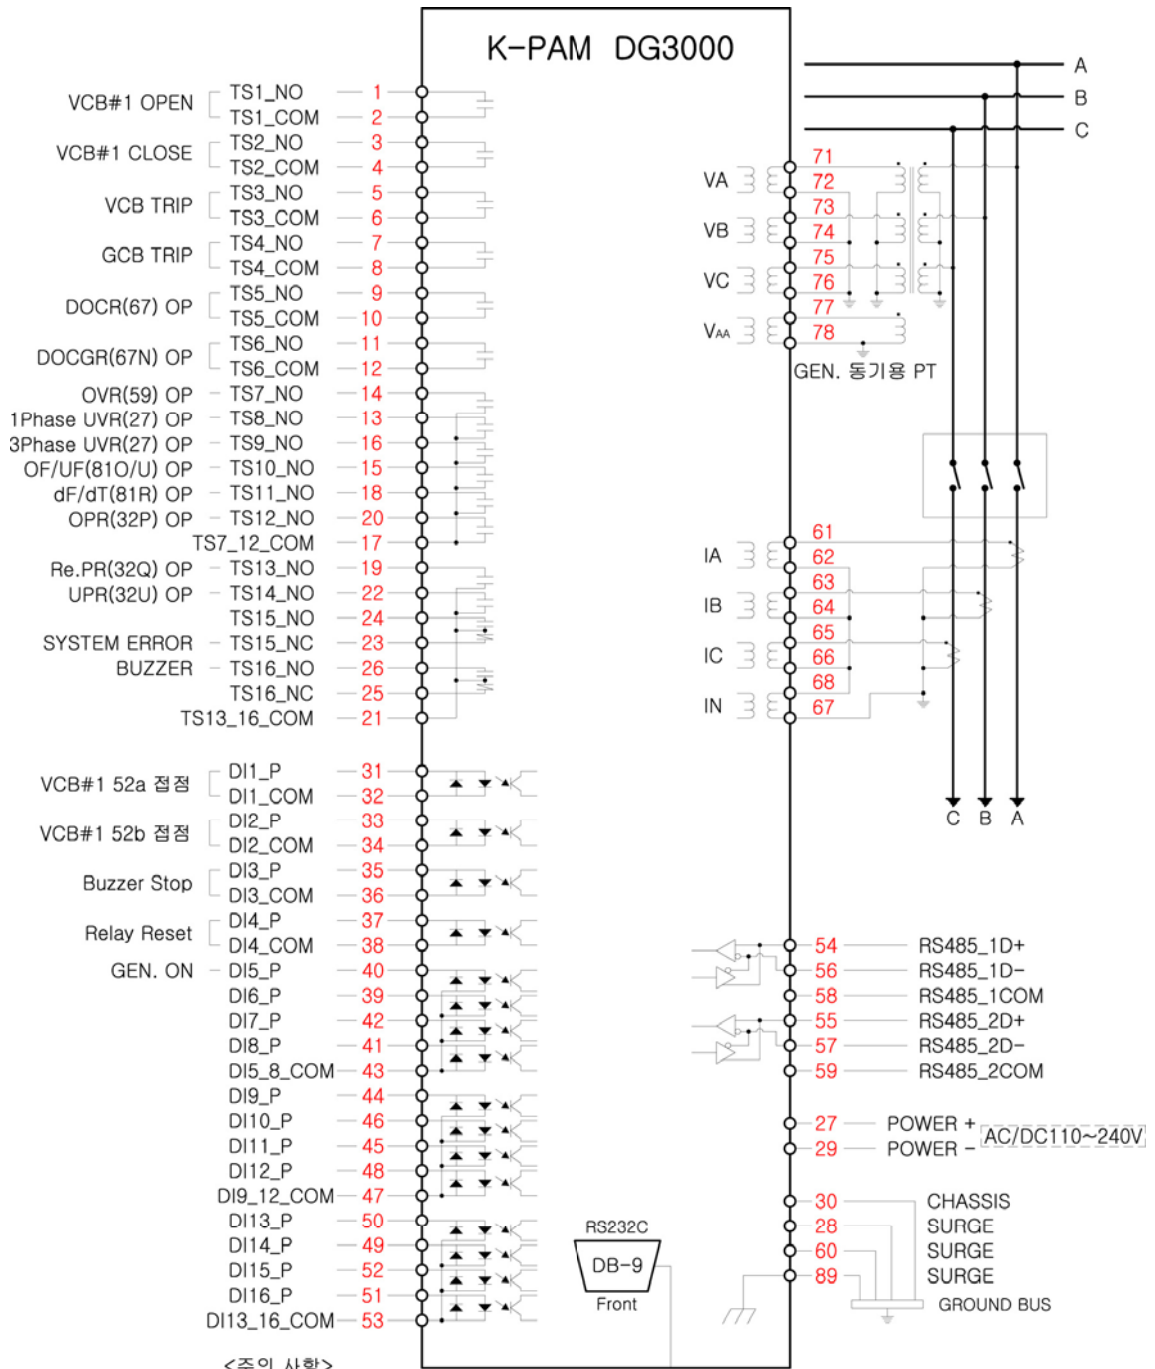 K-PAM DG3000
VCB#1 OPEN
TS1_NO 1
TS1_COM 2
VCB#1 CLOSE
TS2_NO 3
TS2_COM 4
VCB TRIP
TS3_NO 5
TS3_COM 6
GCB TRIP
TS4_NO 7
TS4_COM 8
DOCR(67) OP
TS5_NO 9
TS5_COM 10
DOCGR(67N) OP
TS6_NO 11
TS6_COM 12
OVR(59) OP TS7_NO 14
1Phase UVR(27) OP TS8_NO 13
3Phase UVR(27) OP TS9_NO 16
OF/UF(81O/U) OP TS10_NO 15
dF/dT(81R) OP TS11_NO 18
OPR(32P) OP TS12_NO 20
TS7_12_COM 17
Re.PR(32Q) OP TS13_NO 19
UPR(32U) OP TS14_NO 22
TS15_NO 24
SYSTEM ERROR TS15_NC 23
BUZZER TS16_NO 26
TS16_NC 25
TS13_16_COM 21
VCB#1 52a 접점
DI1_P 31
DI1_COM 32
VCB#1 52b 접점
DI2_P 33
DI2_COM 34
Buzzer Stop
DI3_P 35
DI3_COM 36
Relay Reset
DI4_P 37
DI4_COM 38
GEN. ON DI5_P 40
DI6_P 39
DI7_P 42
DI8_P 41
DI5_8_COM 43
DI9_P 44
DI10_P 46
DI11_P 45
DI12_P 48
DI9_12_COM 47
DI13_P 50
DI14_P 49
DI15_P 52
DI16_P 51
DI13_16_COM 53
<주의 사항>
RS232C
DB-9
Front
A
B
C
VA 71
72
VB 73
74
VC 75
76
VAA 77
78
GEN. 동기용 PT
IA 61
62
IB 63
64
IC 65
66
IN 68
67
C B A
54 RS485_1D+
56 RS485_1D-
58 RS485_1COM
55 RS485_2D+
57 RS485_2D-
59 RS485_2COM
27 POWER +
29 POWER -
AC/DC110~240V
30 CHASSIS
28 SURGE
60 SURGE
89 SURGE
GROUND BUS